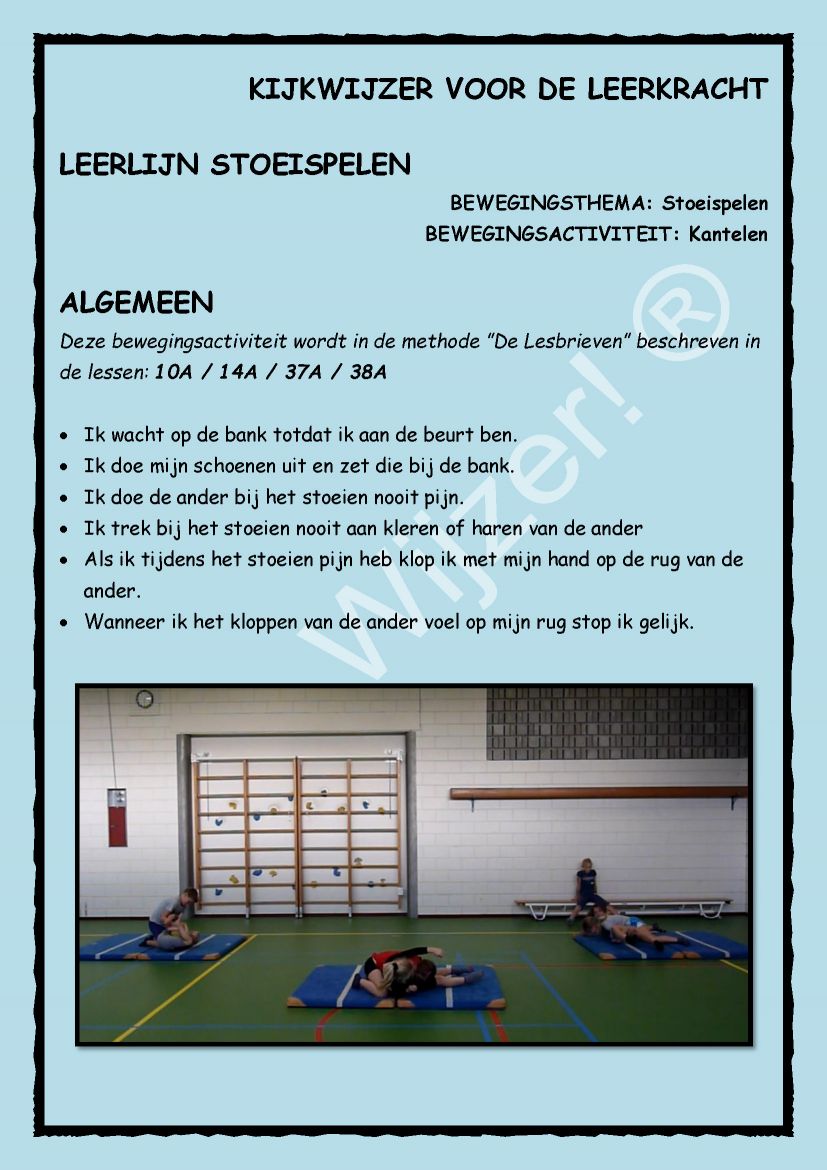 KIJKWIJZER VOOR DE LEERKRACHT
LEERLIJN STOEISPELEN
BEWEGINGSTHEMA: Stoeispelen
BEWEGINGSACTIVITEIT: Kantelen
ALGEMEEN
Deze bewegingsactiviteit wordt in de methode "De Lesbrieven" beschreven in
de lessen: 10A / 14A / 37A / 38A
• Ik wacht op de bank totdat ik aan de beurt ben.
• Ik doe mijn schoenen uit en zet die bij de bank.
• Ik doe de ander bij het stoeien nooit pijn.
• Ik trek bij het stoeien nooit aan kleren of haren van de ander
• Als ik tijdens het stoeien pijn heb klop ik met mijn hand op de rug van de
ander.
• Wanneer ik het kloppen van de ander voel op mijn rug stop ik gelijk.
Wijzer! ®